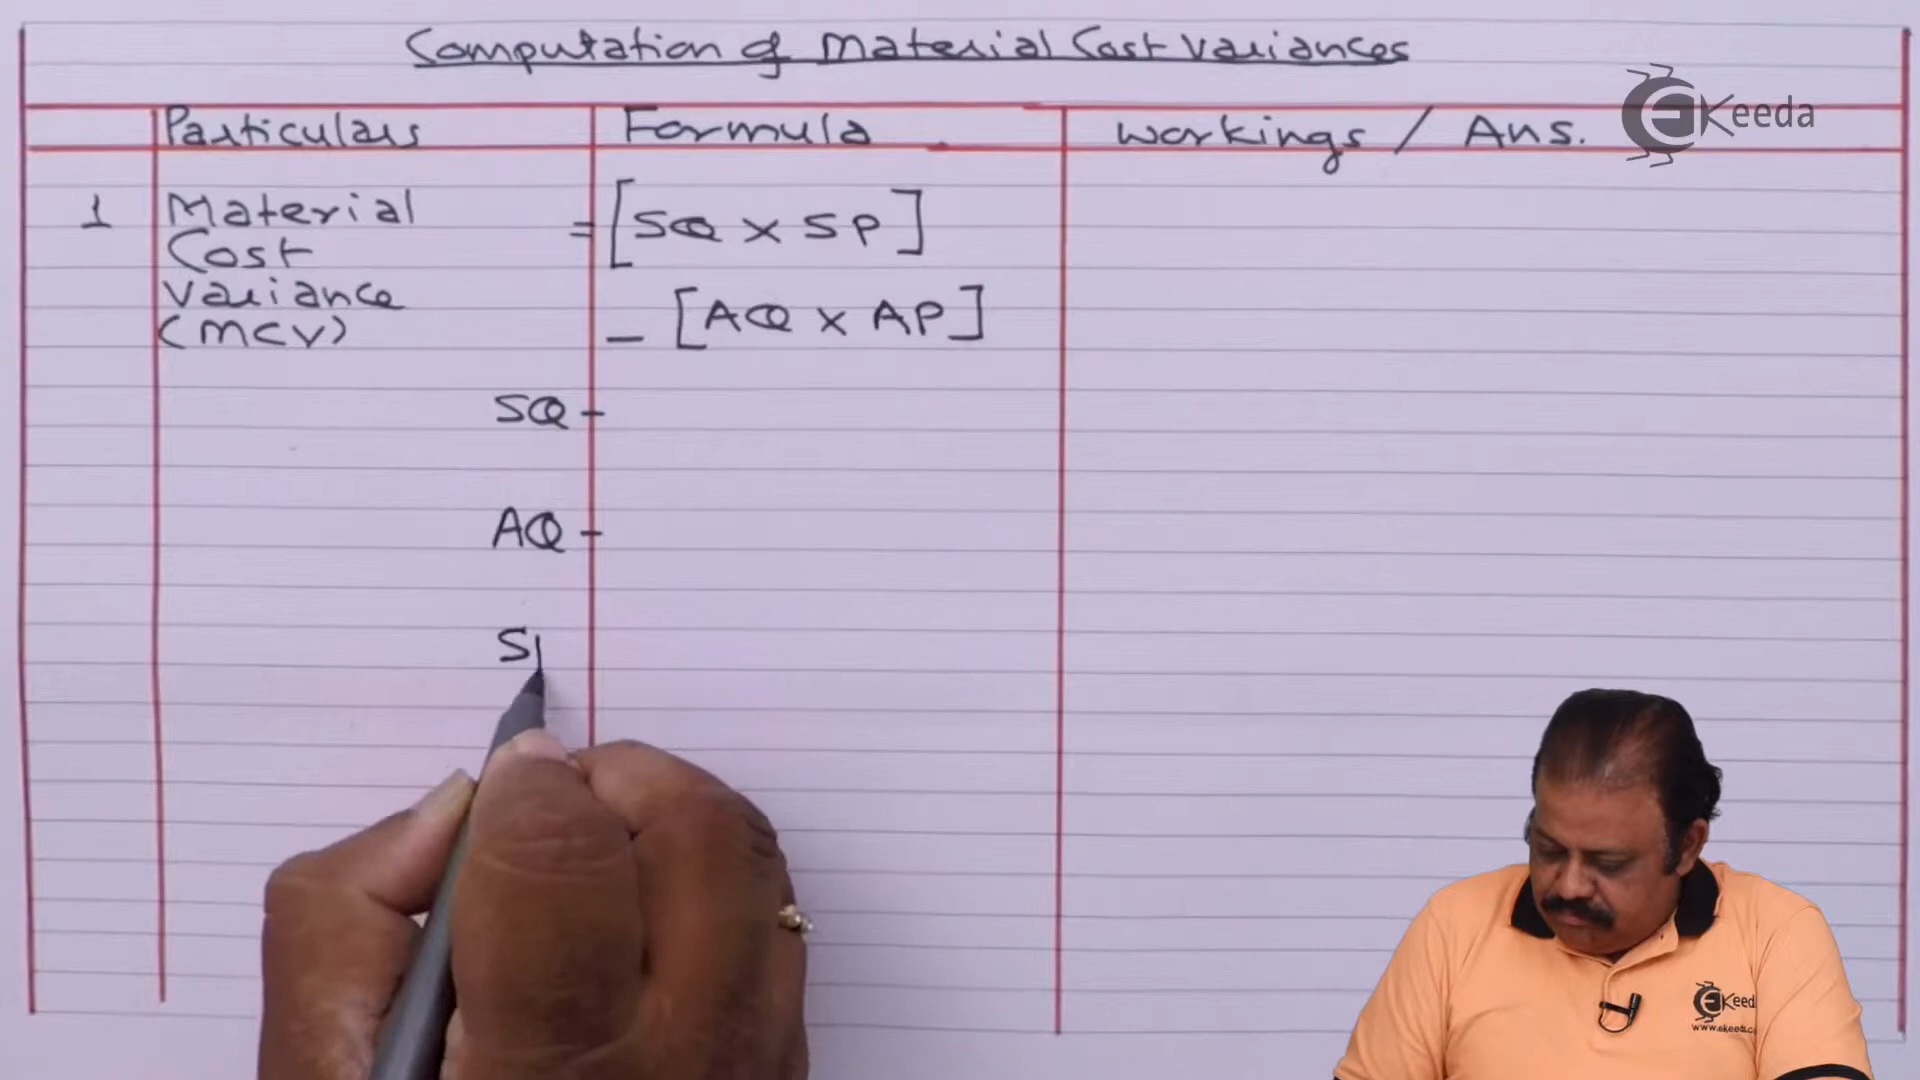 Computation of Material Cost Variances
EKeeda
Particulars Formula Workings / Ans.
1 Material Cost Variance (MCV)
= [SQ × SP]
- [AQ × AP]
SQ -
AQ -
S
EKeeda